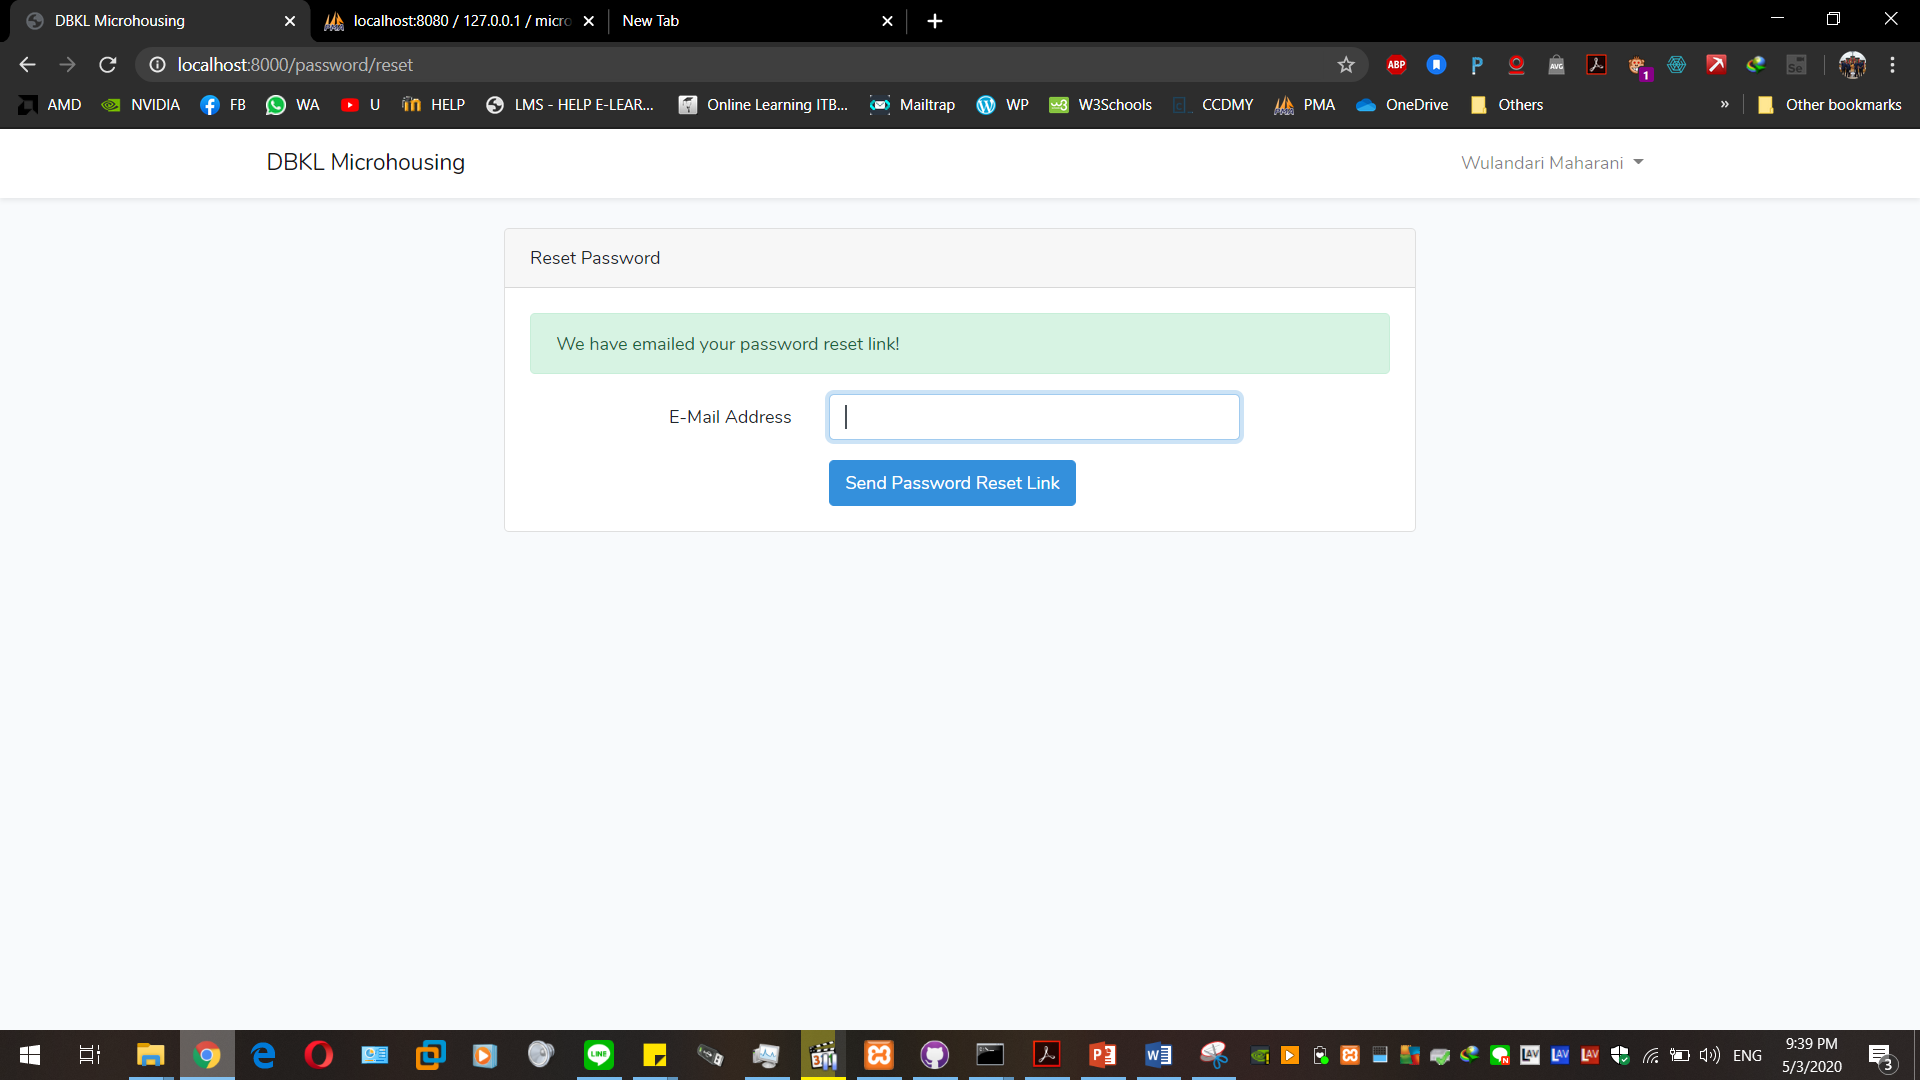 DBKL Microhousing
localhost:8080 / 127.0.0.1 / micro
New Tab
localhost:8000/password/reset
ABP
1
AMD
NVIDIA
FB
WA
U
HELP
LMS - HELP E-LEAR...
Online Learning ITB...
Mailtrap
WP
W3Schools
CCDMY
PMA
OneDrive
Others
»
Other bookmarks
DBKL Microhousing
Wulandari Maharani
Reset Password
We have emailed your password reset link!
E-Mail Address
Send Password Reset Link
ENG
9:39 PM
5/3/2020
3